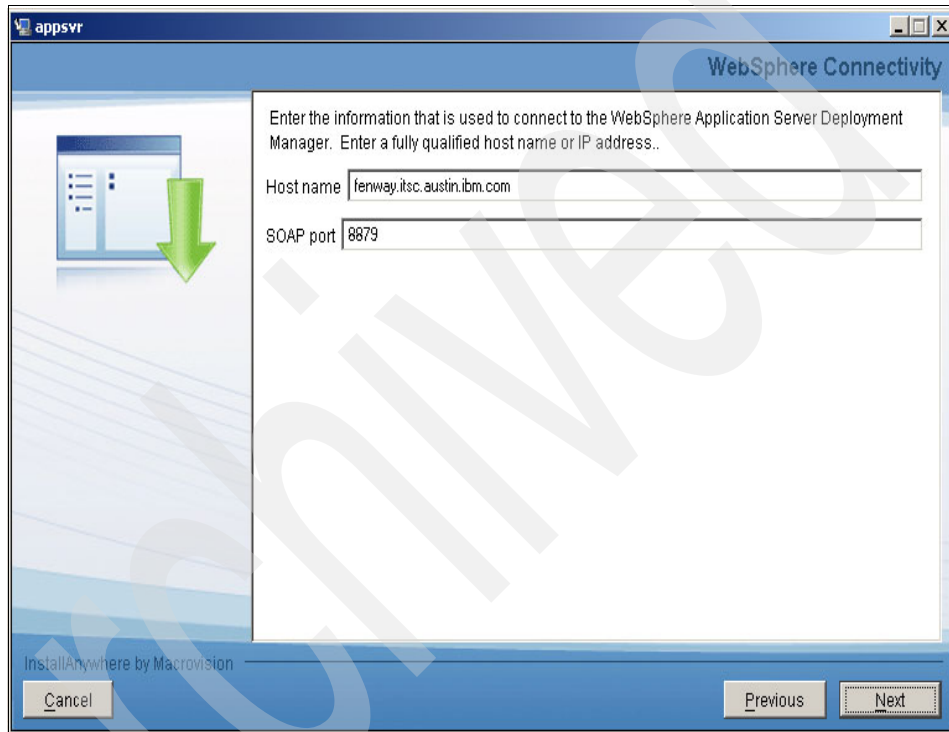 appsvr
WebSphere Connectivity
Enter the information that is used to connect to the WebSphere Application Server Deployment
Manager. Enter a fully qualified host name or IP address..
Host name fenway.itsc.austin.ibm.com
SOAP port 8879
InstallAnywhere by Macrovision
Cancel Previous Next